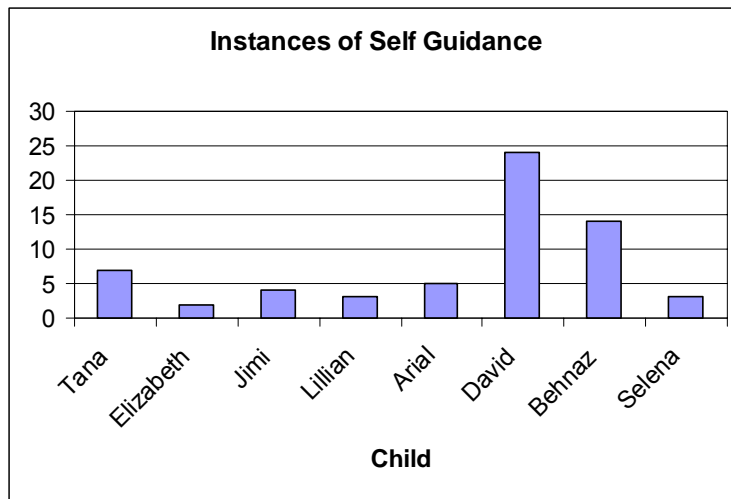 Instances of Self Guidance
30
25
20
15
10
5
0
Tana
Elizabeth
Jimi
Lillian
Arial
David
Behnaz
Selena
Child